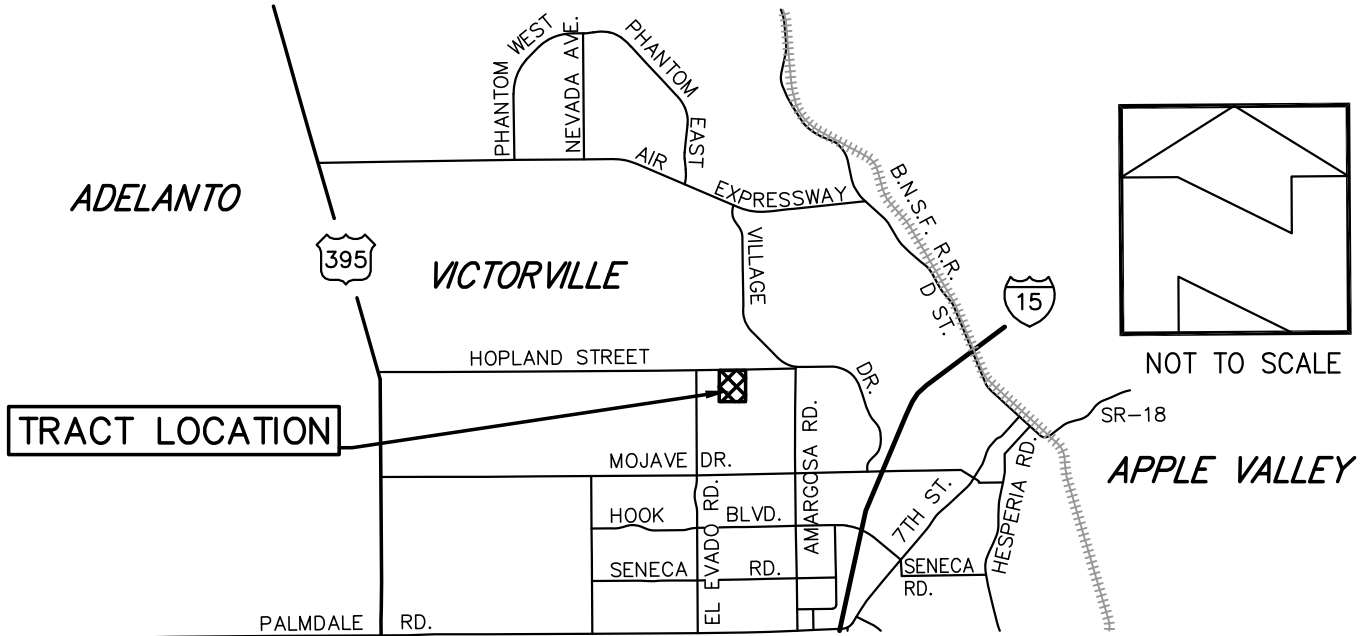 PHANTOM WEST
NEVADA AVE.
PHANTOM EAST
AIR EXPRESSWAY
ADELANTO
395
VICTORVILLE
VILLAGE DR.
B.N.S.F. R.R.
D ST.
15
NOT TO SCALE
HOPLAND STREET
TRACT LOCATION
SR-18
APPLE VALLEY
MOJAVE DR.
EL EVADO RD.
AMARGOSA RD.
HOOK BLVD.
7TH ST.
HESPERIA RD.
SENECA RD.
SENECA
RD.
PALMDALE RD.